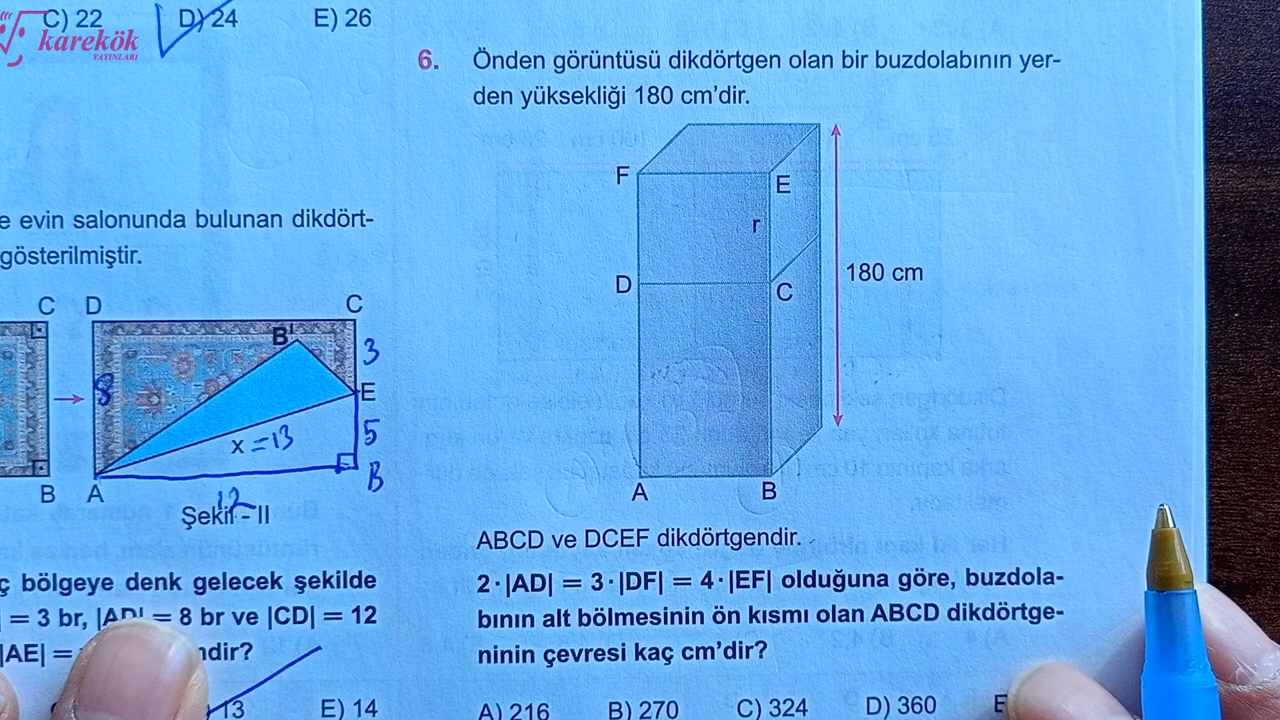 C) 22 D) 24 E) 26
karekök
YAYINLARI
e evin salonunda bulunan dikdört-
gösterilmiştir.
C D C
B'
3
8
E
x = 13
5
B A B
12
Şekil - II
ç bölgeye denk gelecek şekilde
= 3 br, |AD| = 8 br ve |CD| = 12
|AE| = ndir?
13 E) 14
6. Önden görüntüsü dikdörtgen olan bir buzdolabının yer-
den yüksekliği 180 cm'dir.
F E
r
D C
180 cm
A B
ABCD ve DCEF dikdörtgendir.
2·|AD| = 3·|DF| = 4·|EF| olduğuna göre, buzdola-
bının alt bölmesinin ön kısmı olan ABCD dikdörtge-
ninin çevresi kaç cm'dir?
A) 216 B) 270 C) 324 D) 360 E